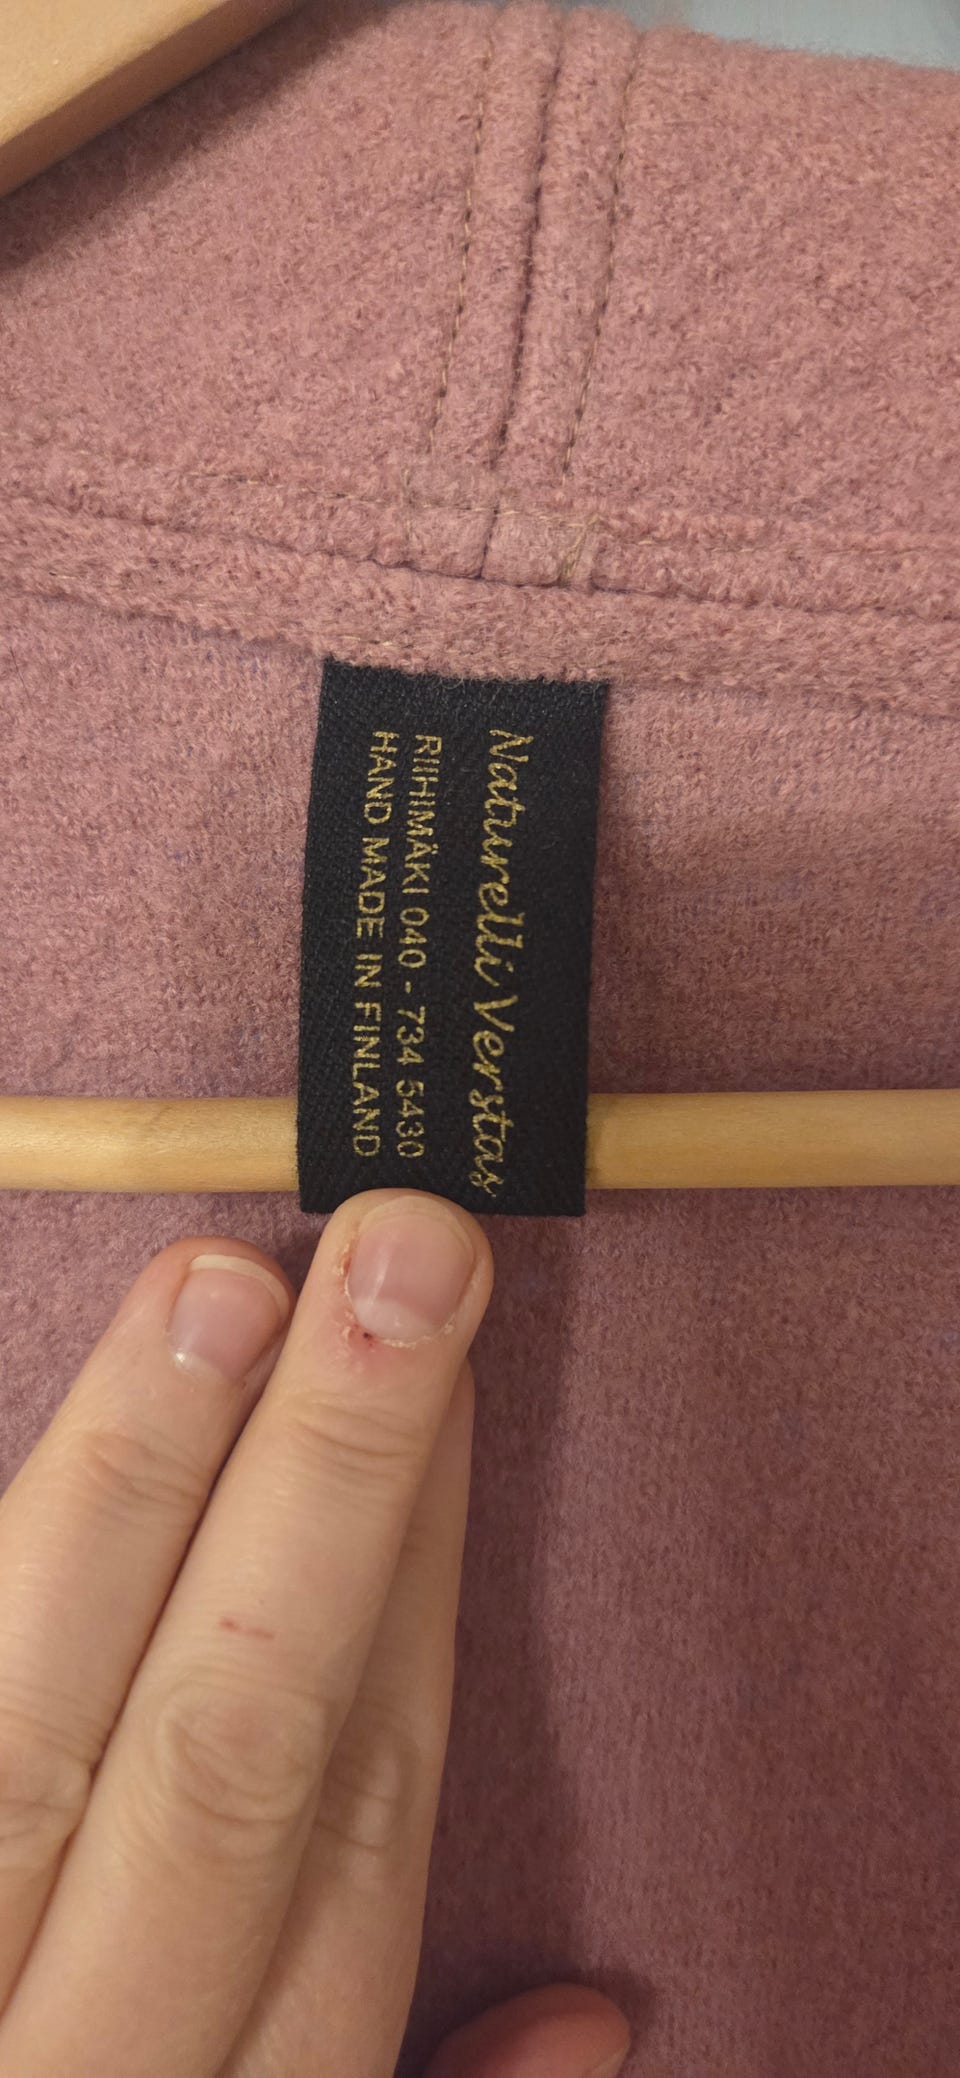 Naturelli Verstas
RIIHIMÄKI 040 - 734 5430
HAND MADE IN FINLAND